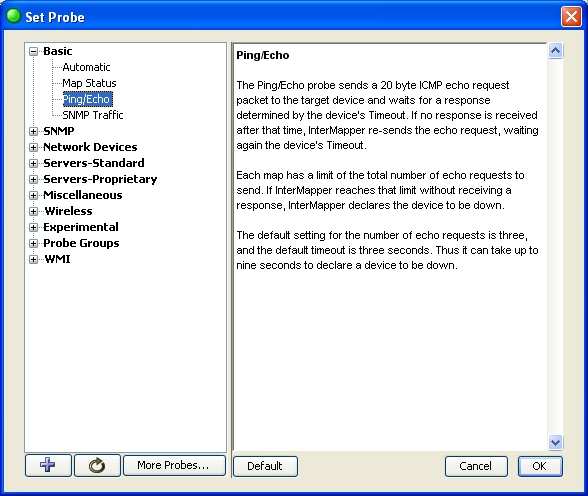 Set Probe
Basic
Automatic
Map Status
Ping/Echo
SNMP Traffic
SNMP
Network Devices
Servers-Standard
Servers-Proprietary
Miscellaneous
Wireless
Experimental
Probe Groups
WMI
Ping/Echo
The Ping/Echo probe sends a 20 byte ICMP echo request
packet to the target device and waits for a response
determined by the device's Timeout. If no response is received
after that time, InterMapper re-sends the echo request, waiting
again the device's Timeout.
Each map has a limit of the total number of echo requests to
send. If InterMapper reaches that limit without receiving a
response, InterMapper declares the device to be down.
The default setting for the number of echo requests is three,
and the default timeout is three seconds. Thus it can take up to
nine seconds to declare a device to be down.
More Probes...
Default
Cancel
OK